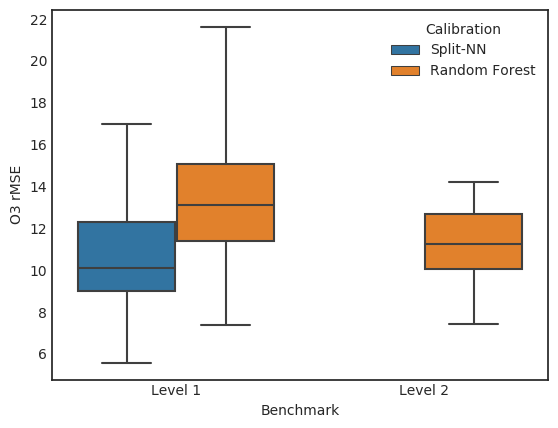 22
20
18
16
14
12
10
8
6
O3 rMSE
Calibration
Split-NN
Random Forest
Level 1
Level 2
Benchmark